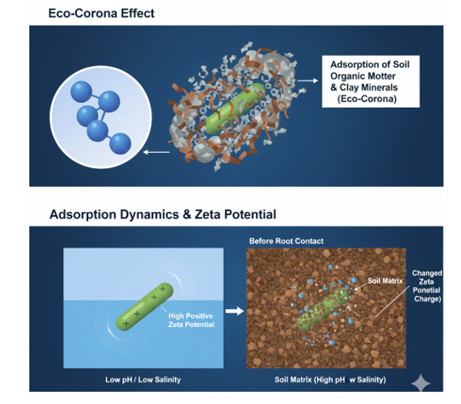 Eco-Corona Effect
Adsorption of Soil
Organic Motter
& Clay Minerals
(Eco-Corona)
Adsorption Dynamics & Zeta Potential
Before Root Contact
High Positive
Zeta Potential
Soil Matrix
Changed
Zeta
Ponetial
Charge)
Low pH / Low Salinity
Soil Matrix (High pH w Salinity)